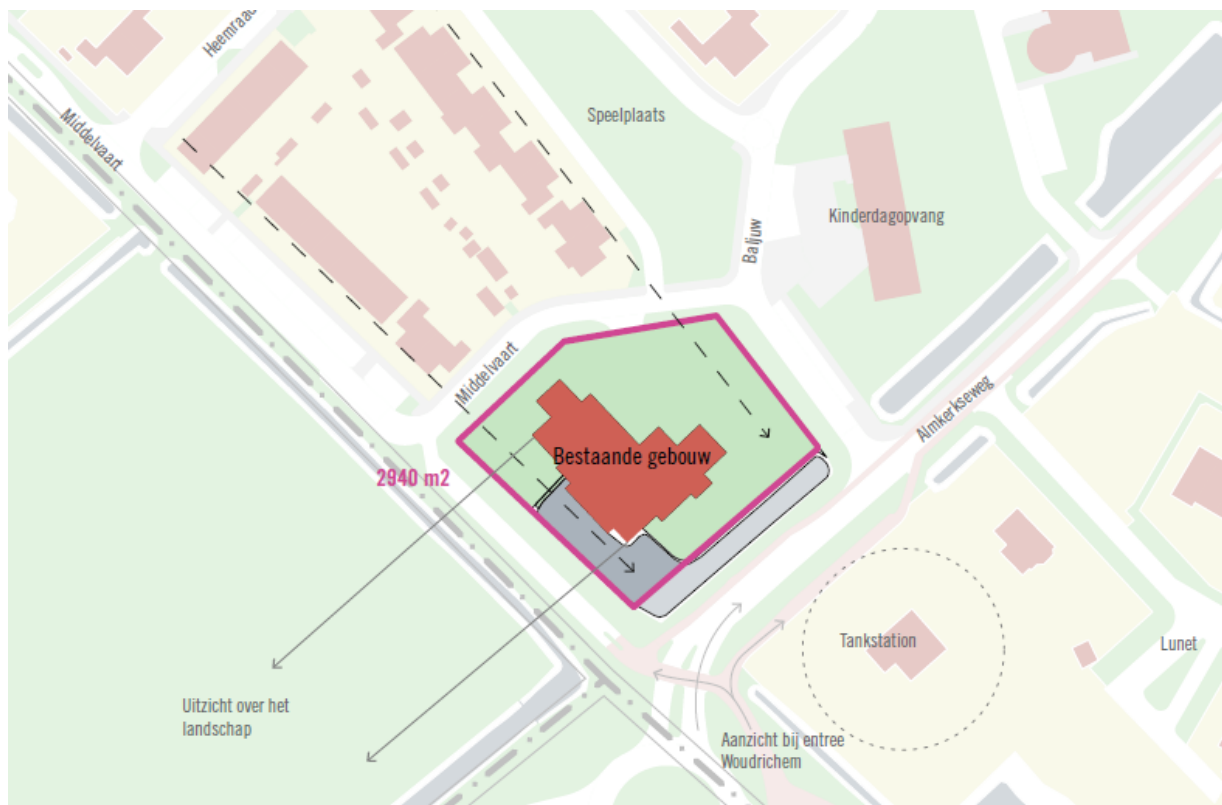 Heemraad
Middelvaart
Speelplaats
Kinderdagopvang
Baljuw
Middelvaart
Almkerkseweg
Bestaande gebouw
2940 m2
Tankstation
Lunet
Uitzicht over het
landschap
Aanzicht bij entree
Woudrichem